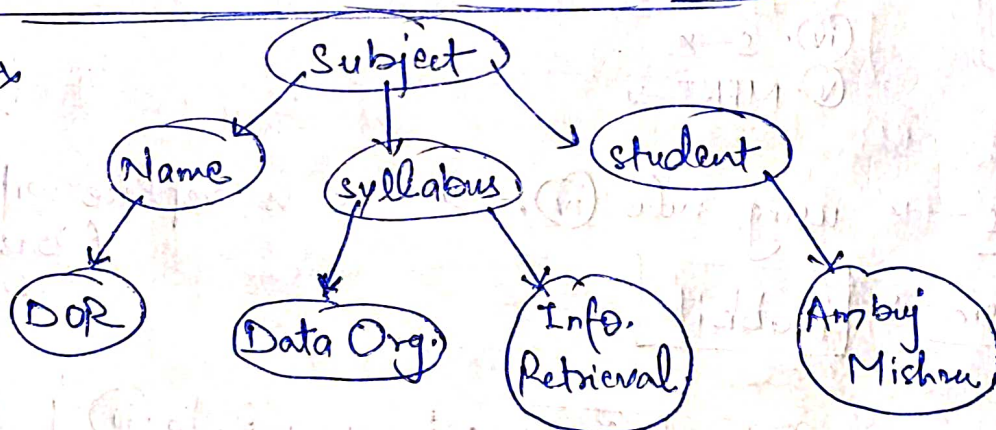 Subject
Name
syllabus
student
DOR
Data Org.
Info.
Retrieval
Ambuj
Mishra